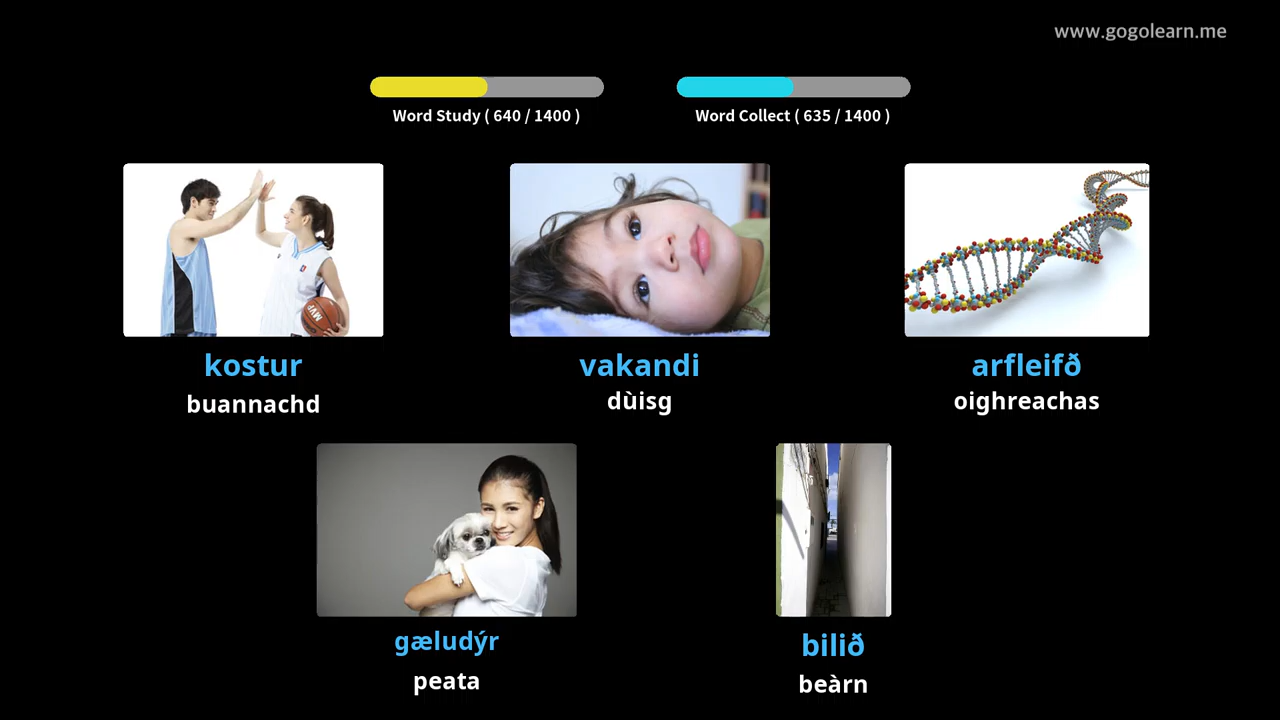 www.gogolearn.me
Word Study ( 640 / 1400 )
Word Collect ( 635 / 1400 )
MVP
kostur
buannachd
vakandi
dùisg
arfleifð
oighreachas
gæludýr
peata
bilið
beàrn